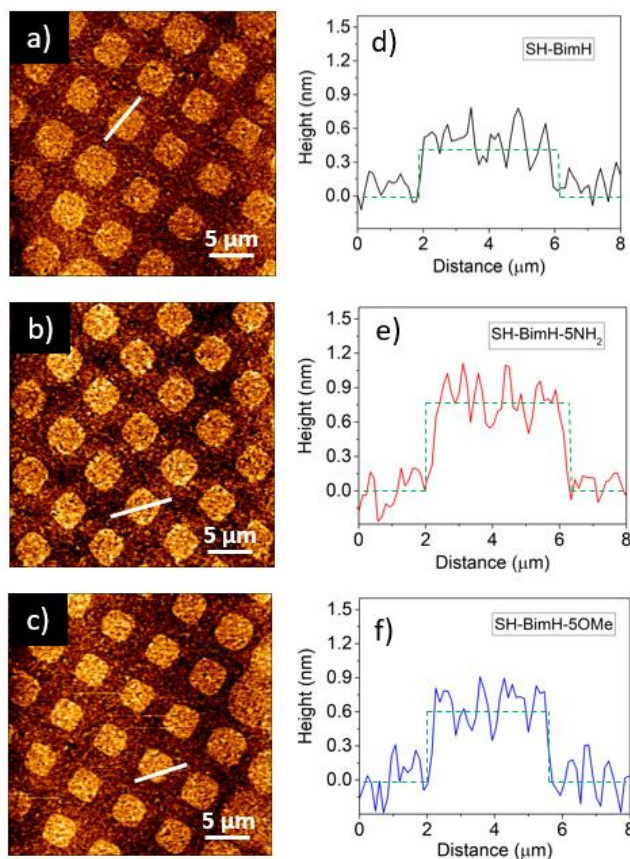 a)
5 µm
d)
SH-BimH
Height (nm)
1.5
1.2
0.9
0.6
0.3
0.0
0 2 4 6 8
Distance (µm)
b)
5 µm
e)
SH-BimH-5NH₂
Height (nm)
1.5
1.2
0.9
0.6
0.3
0.0
0 2 4 6 8
Distance (µm)
c)
5 µm
f)
SH-BimH-5OMe
Height (nm)
1.5
1.2
0.9
0.6
0.3
0.0
0 2 4 6 8
Distance (µm)